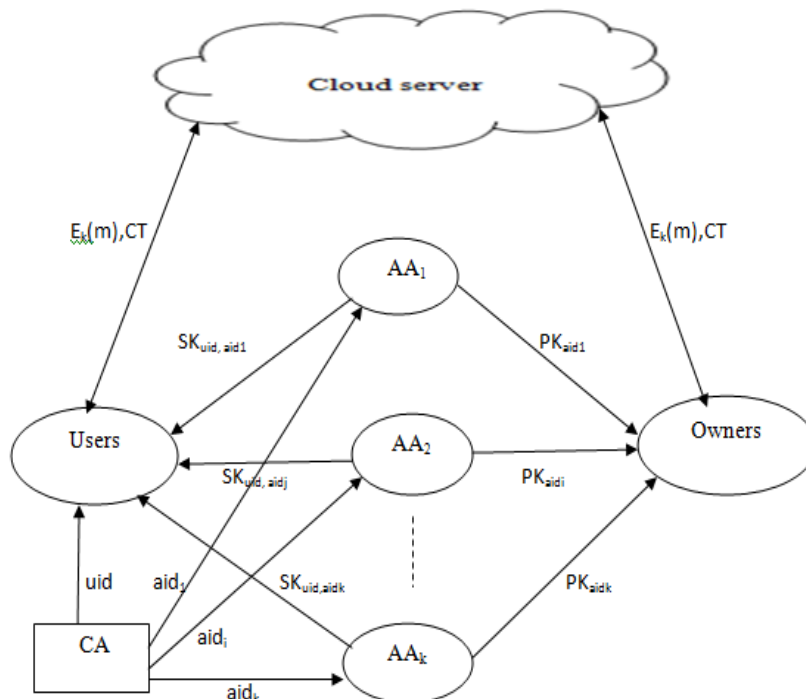 Cloud server
Eₖ(m),CT
Eₖ(m),CT
AA₁
SKuid, aid1
PKaid1
Users
AA₂
Owners
SKuid, aidj
PKaidi
uid
aid₁
SKuid,aidk
PKaidk
CA
aidᵢ
AAₖ
aidₖ